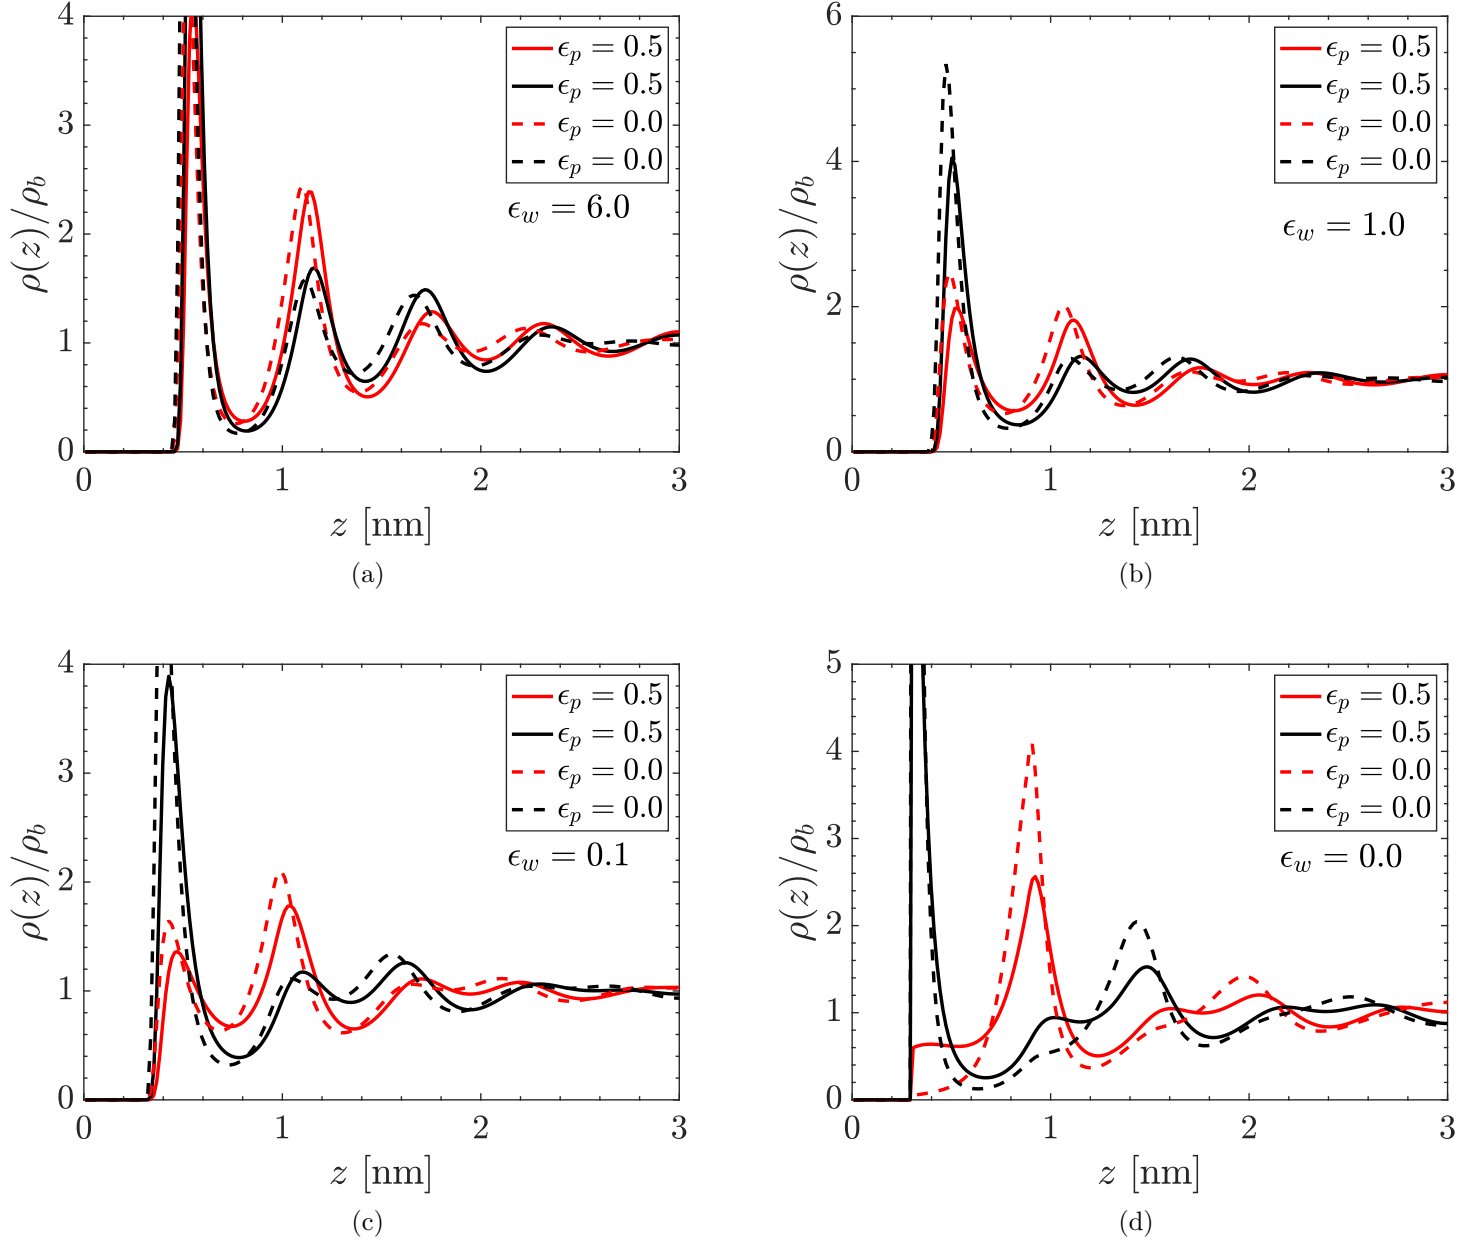 4
3
2
1
0
0
1
2
3
ρ(z)/ρ_b
z [nm]
ϵ_p = 0.5
ϵ_p = 0.5
ϵ_p = 0.0
ϵ_p = 0.0
ϵ_w = 6.0
(a)
6
4
2
0
0
1
2
3
ρ(z)/ρ_b
z [nm]
ϵ_p = 0.5
ϵ_p = 0.5
ϵ_p = 0.0
ϵ_p = 0.0
ϵ_w = 1.0
(b)
4
3
2
1
0
0
1
2
3
ρ(z)/ρ_b
z [nm]
ϵ_p = 0.5
ϵ_p = 0.5
ϵ_p = 0.0
ϵ_p = 0.0
ϵ_w = 0.1
(c)
5
4
3
2
1
0
0
1
2
3
ρ(z)/ρ_b
z [nm]
ϵ_p = 0.5
ϵ_p = 0.5
ϵ_p = 0.0
ϵ_p = 0.0
ϵ_w = 0.0
(d)